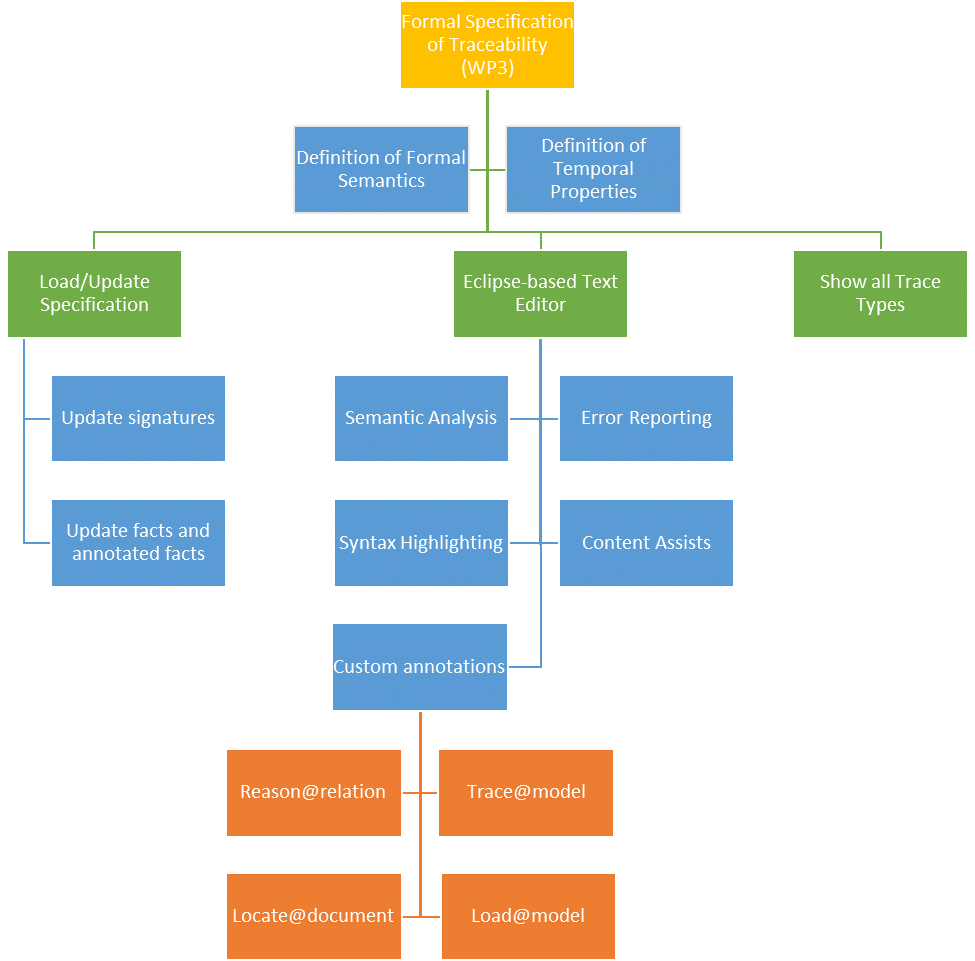 Formal Specification
of Traceability
(WP3)
Definition of Formal
Semantics
Definition of
Temporal
Properties
Load/Update
Specification
Eclipse-based Text
Editor
Show all Trace
Types
Update signatures
Semantic Analysis
Error Reporting
Update facts and
annotated facts
Syntax Highlighting
Content Assists
Custom annotations
Reason@relation
Trace@model
Locate@document
Load@model